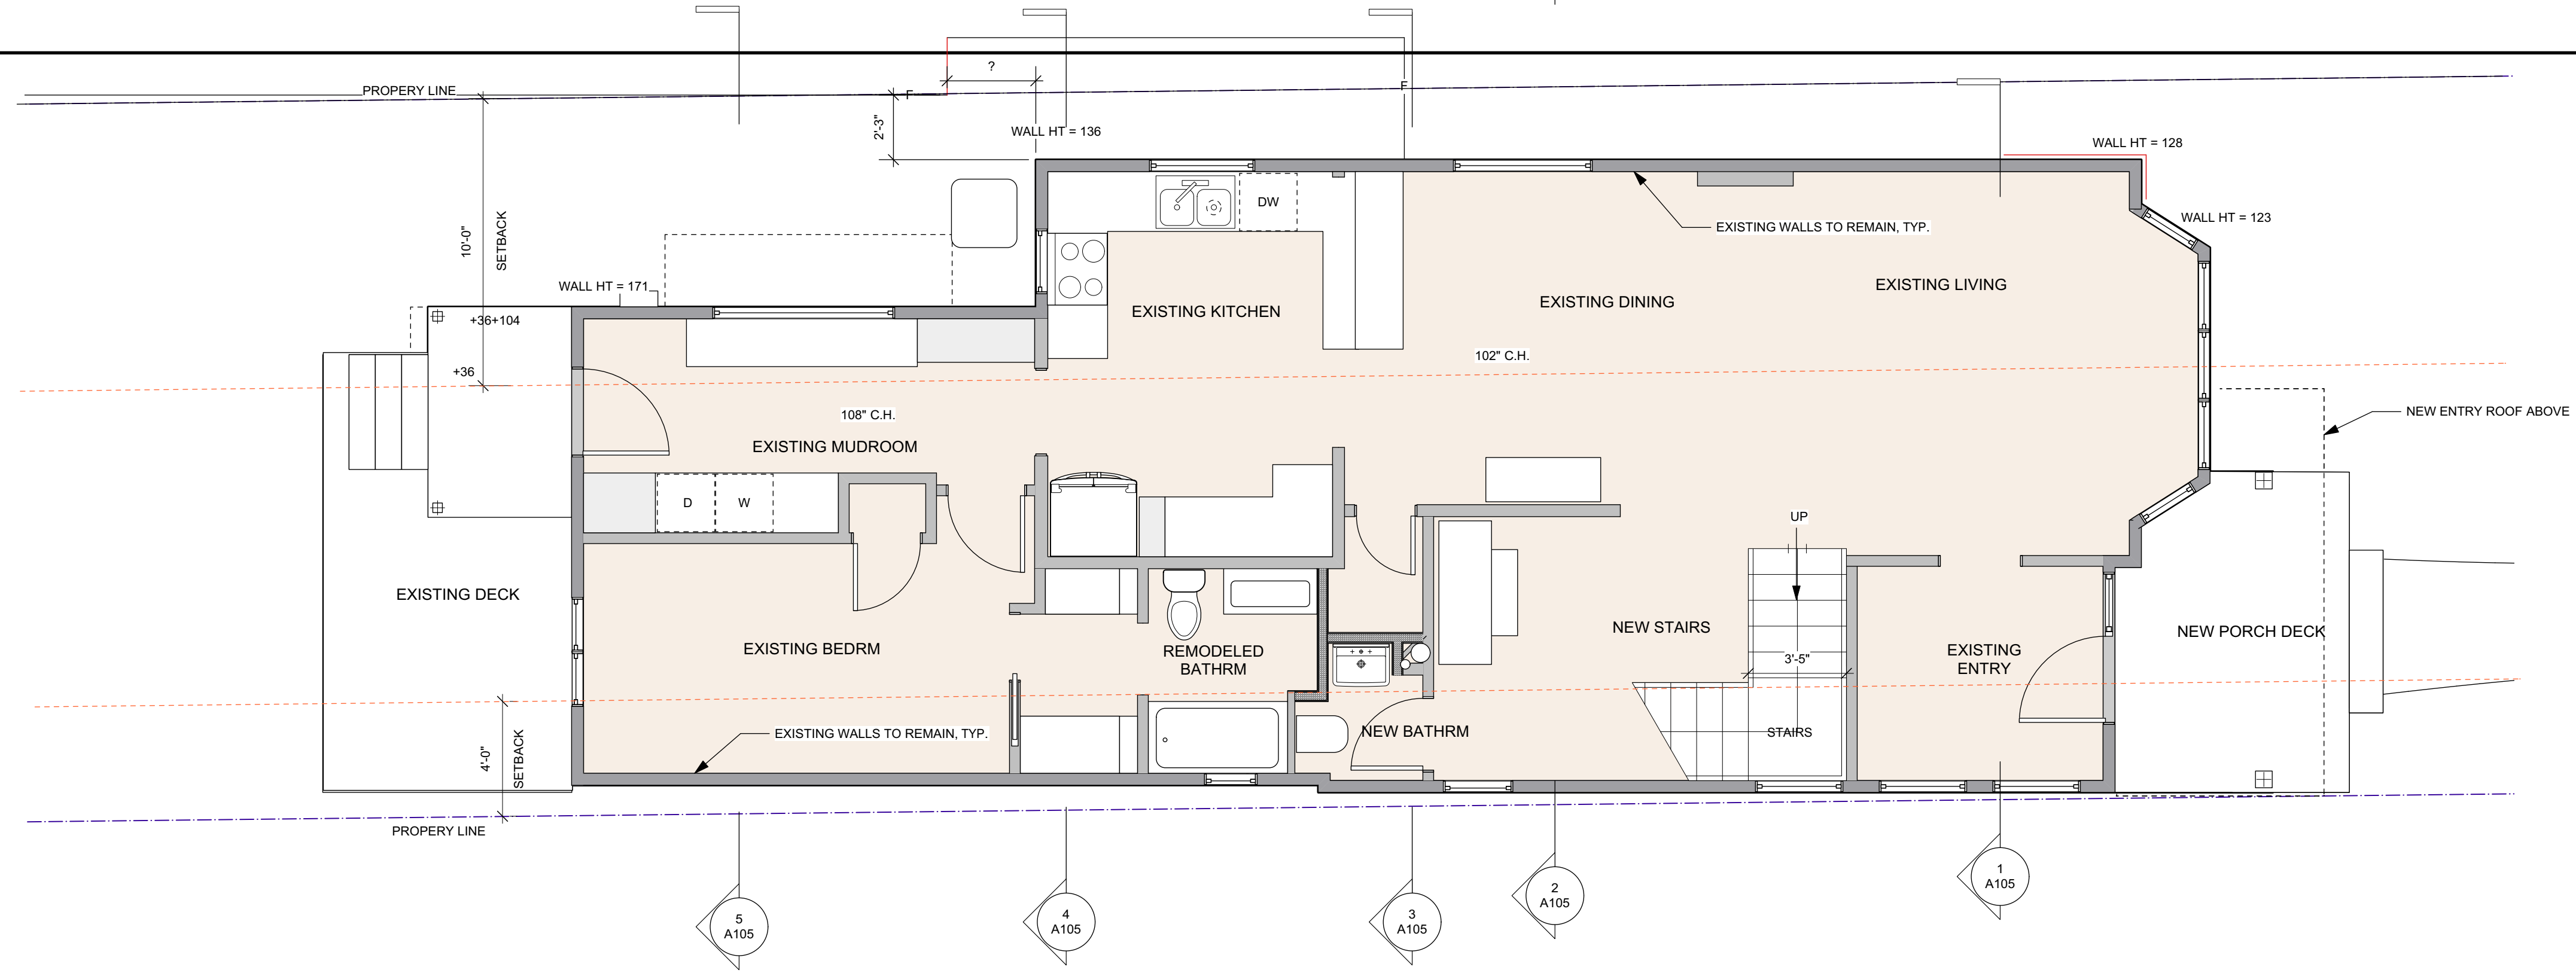 ?
PROPERY LINE
F
F
2'-3"
WALL HT = 136
WALL HT = 128
DW
WALL HT = 123
10'-0"
SETBACK
EXISTING WALLS TO REMAIN, TYP.
WALL HT = 171
EXISTING LIVING
EXISTING DINING
EXISTING KITCHEN
+36+104
102" C.H.
+36
108" C.H.
NEW ENTRY ROOF ABOVE
EXISTING MUDROOM
D
W
UP
EXISTING DECK
NEW STAIRS
NEW PORCH DECK
EXISTING BEDRM
REMODELED
BATHRM
EXISTING
ENTRY
3'-5"
EXISTING WALLS TO REMAIN, TYP.
NEW BATHRM
STAIRS
4'-0"
SETBACK
PROPERY LINE
5
A105
4
A105
3
A105
2
A105
1
A105